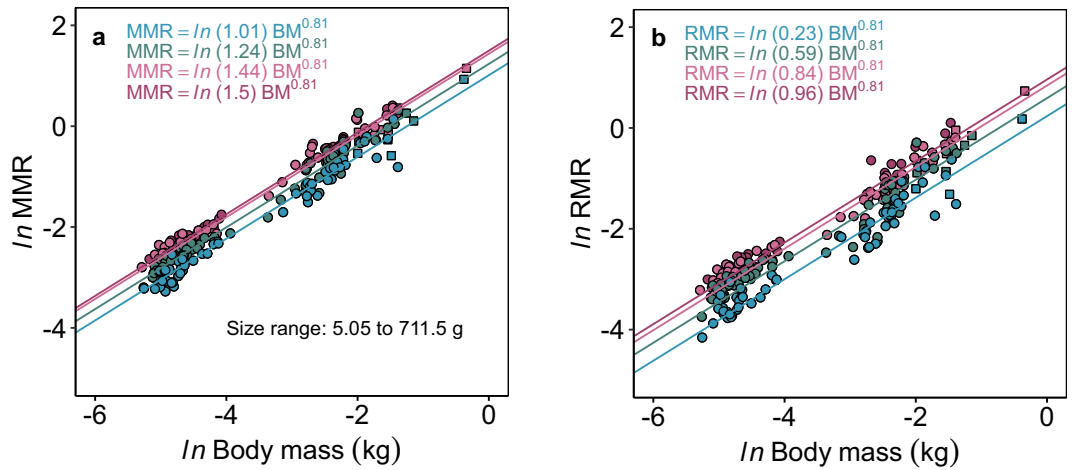 a
MMR = ln (1.01) BM^0.81
MMR = ln (1.24) BM^0.81
MMR = ln (1.44) BM^0.81
MMR = ln (1.5) BM^0.81
2
0
-2
-4
ln MMR
Size range: 5.05 to 711.5 g
-6
-4
-2
0
ln Body mass (kg)
b
RMR = ln (0.23) BM^0.81
RMR = ln (0.59) BM^0.81
RMR = ln (0.84) BM^0.81
RMR = ln (0.96) BM^0.81
2
0
-2
-4
ln RMR
-6
-4
-2
0
ln Body mass (kg)